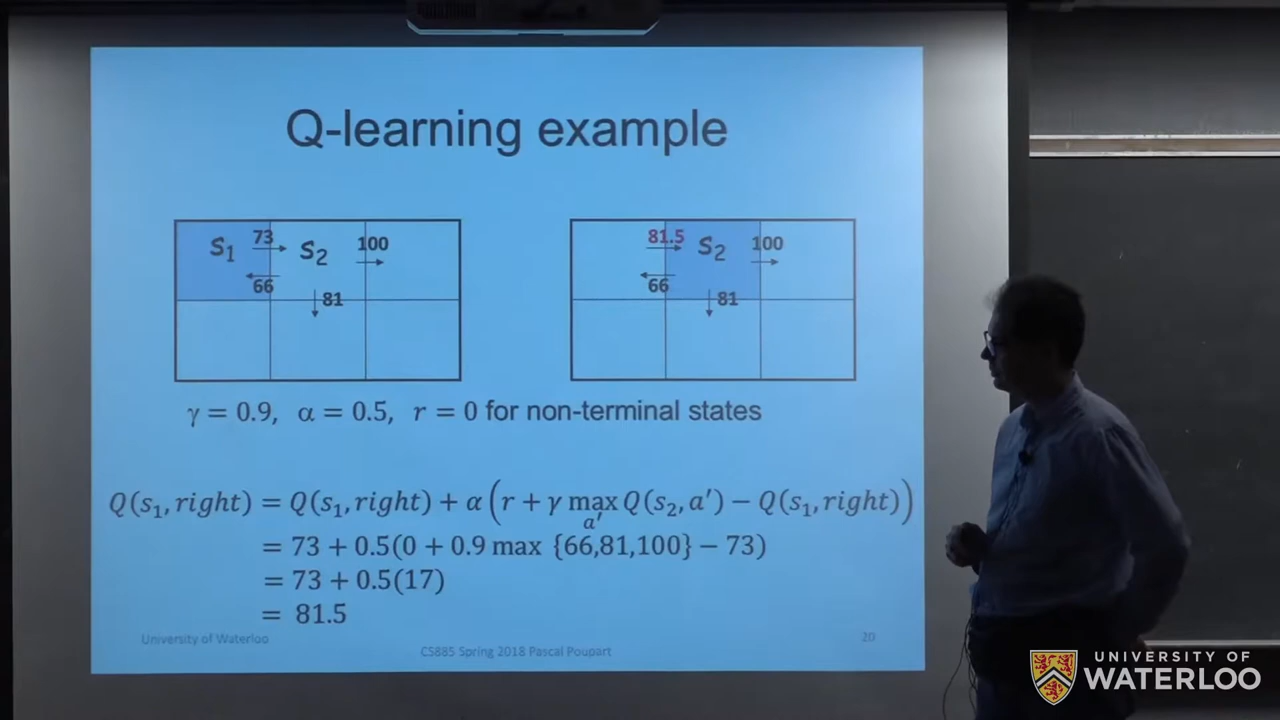 Q-learning example
S₁ 73 S₂ 100
66
81
81.5 S₂ 100
66
81
γ = 0.9, α = 0.5, r = 0 for non-terminal states
Q(s₁, right) = Q(s₁, right) + α (r + γ max Q(s₂, a′) − Q(s₁, right))
a′
= 73 + 0.5(0 + 0.9 max {66,81,100} − 73)
= 73 + 0.5(17)
= 81.5
University of Waterloo
CS885 Spring 2018 Pascal Poupart
20
UNIVERSITY OF
WATERLOO